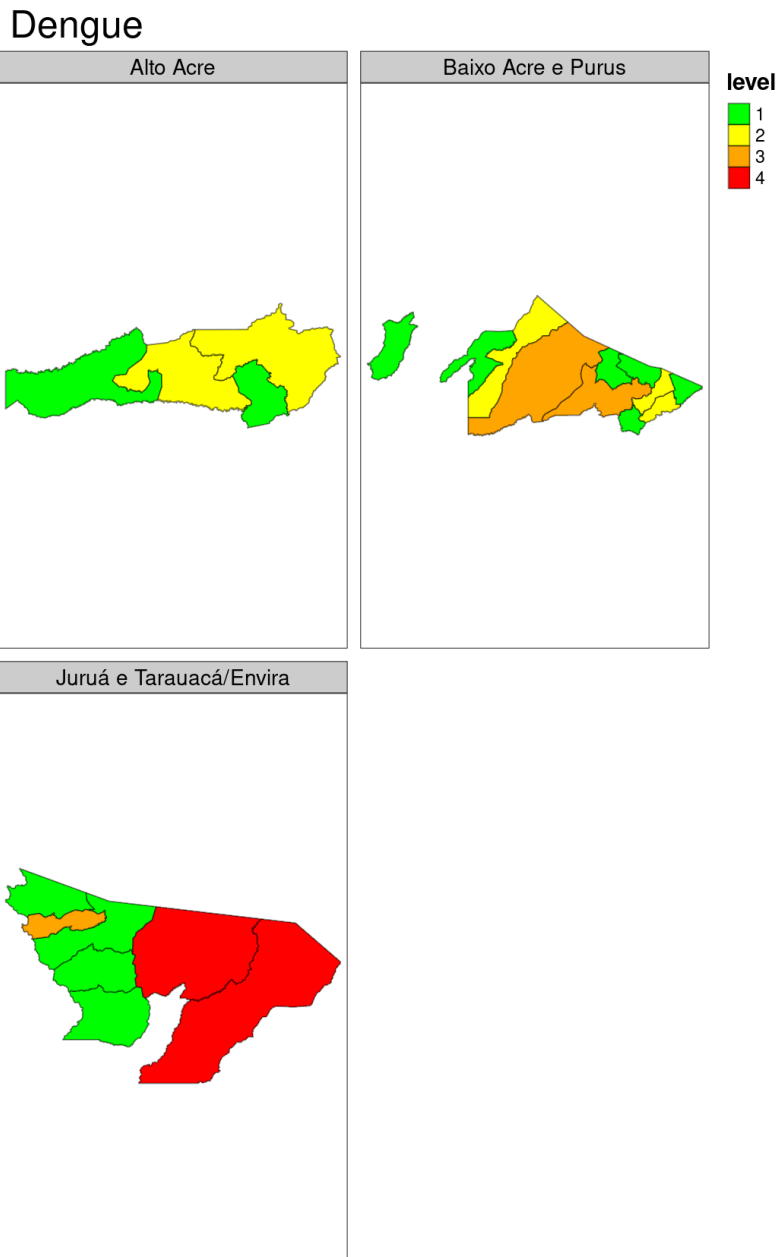 Dengue
Alto Acre
Baixo Acre e Purus
level
1
2
3
4
Juruá e Tarauacá/Envira